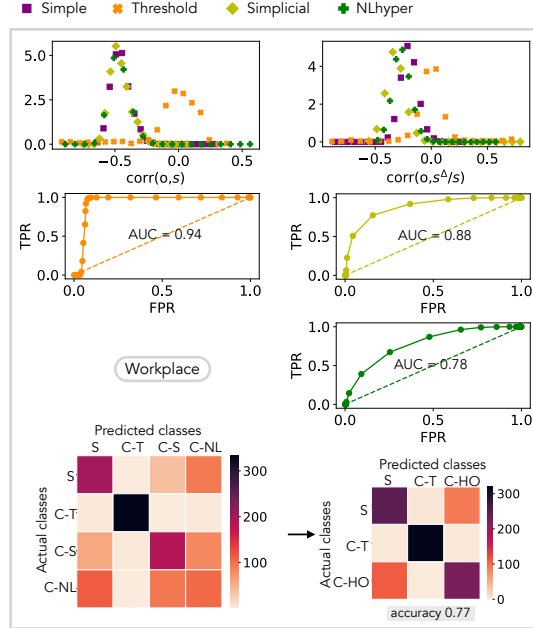 Simple Threshold Simplicial NLhyper
5.0
2.5
0.0
−0.5 0.0 0.5
corr(o,s)
4
2
0
−0.5 0.0 0.5
corr(o,s^Δ/s)
1.0
0.5
0.0
TPR
AUC = 0.94
0.0 0.5 1.0
FPR
1.0
0.5
0.0
TPR
AUC = 0.88
0.0 0.5 1.0
FPR
1.0
0.5
0.0
TPR
AUC = 0.78
0.0 0.5 1.0
FPR
Workplace
Predicted classes
S C-T C-S C-NL
Actual classes
S
C-T
C-S
C-NL
300
200
100
Predicted classes
S C-T C-HO
Actual classes
S
C-T
C-HO
300
200
100
0
accuracy 0.77